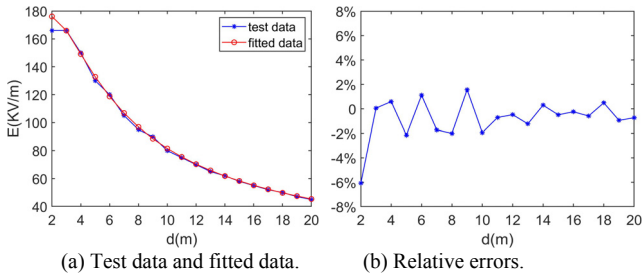 180
160
140
120
100
80
60
40
E(KV/m)
2 4 6 8 10 12 14 16 18 20
d(m)
test data
fitted data
(a) Test data and fitted data.
8%
6%
4%
2%
0
-2%
-4%
-6%
-8%
2 4 6 8 10 12 14 16 18 20
d(m)
(b) Relative errors.